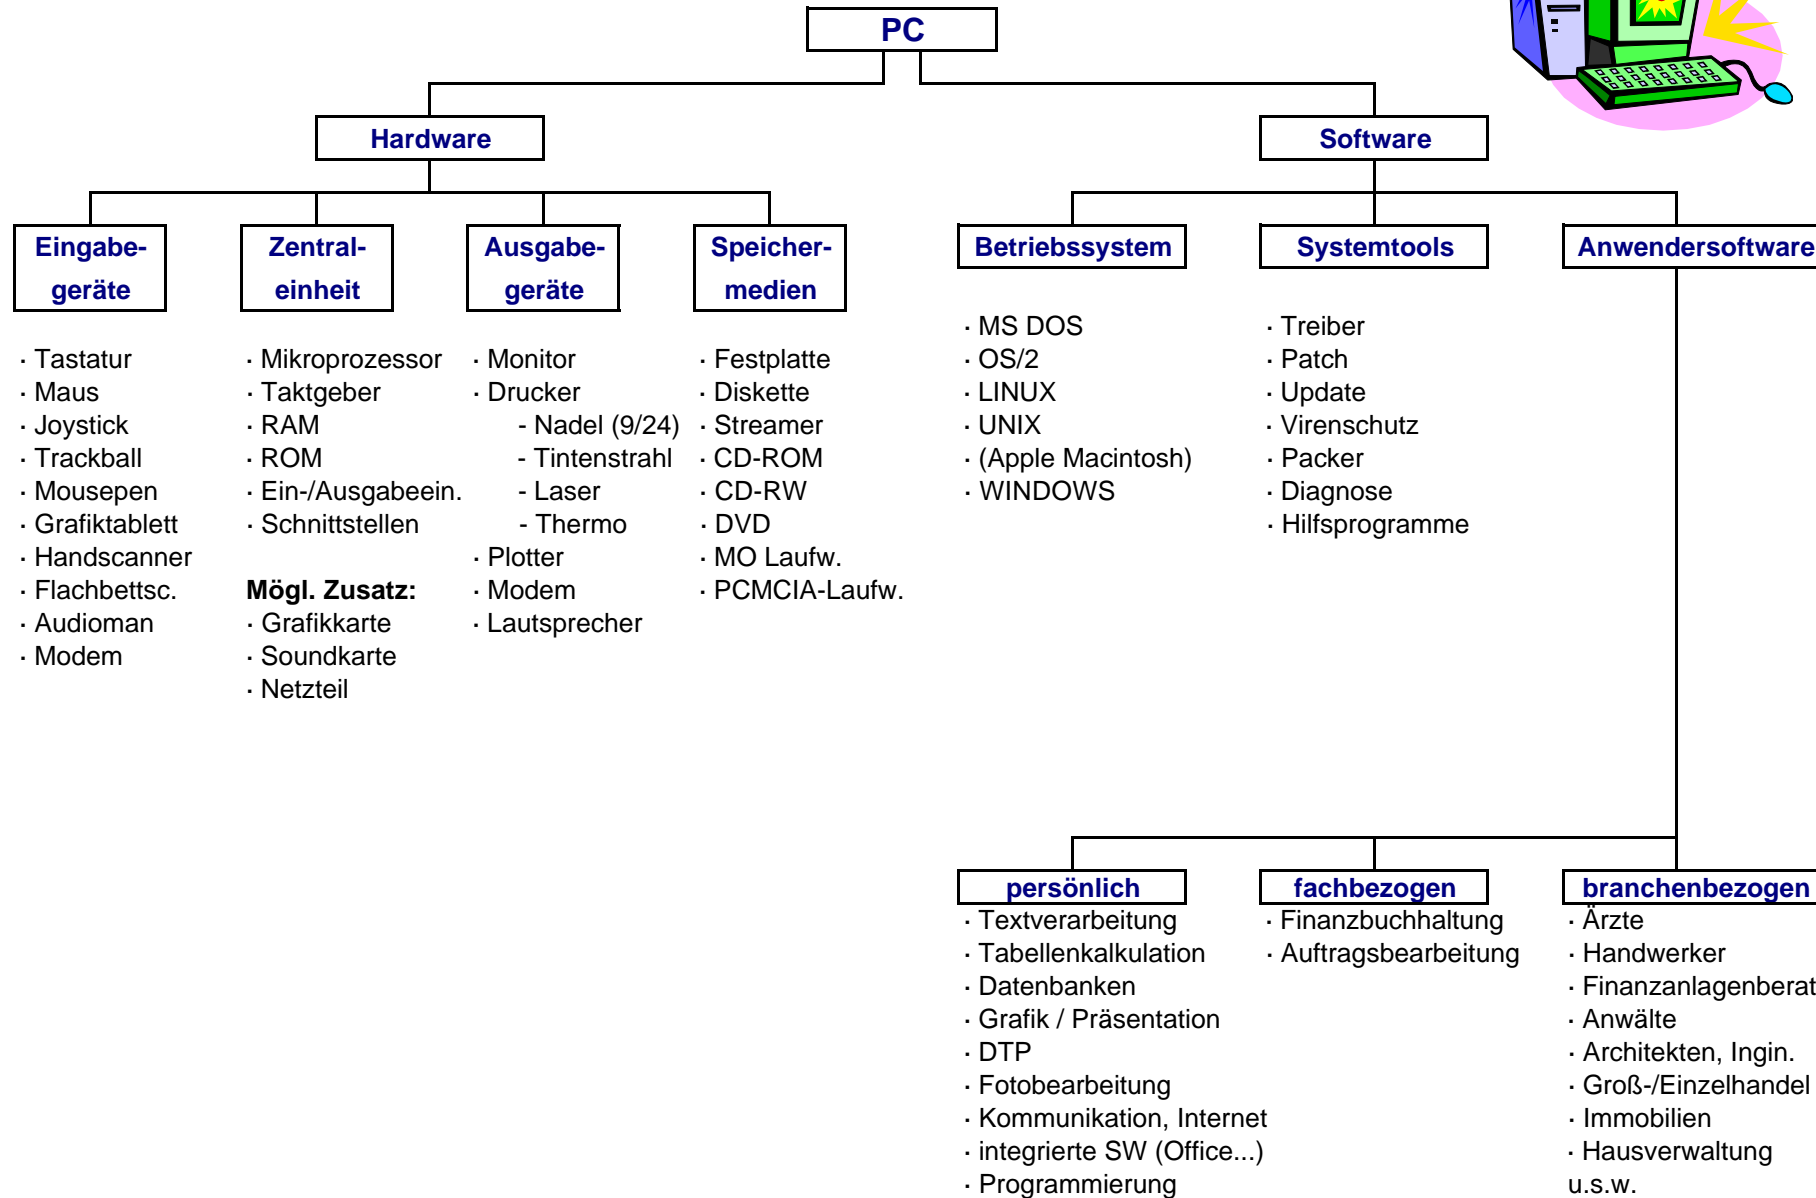 PC
Hardware
Software
Eingabe-
geräte
Zentral-
einheit
Ausgabe-
geräte
Speicher-
medien
Betriebssystem
Systemtools
Anwendersoftware
· Tastatur
· Maus
· Joystick
· Trackball
· Mousepen
· Grafiktablett
· Handscanner
· Flachbettsc.
· Audioman
· Modem
· Mikroprozessor
· Taktgeber
· RAM
· ROM
· Ein-/Ausgabeein.
· Schnittstellen
Mögl. Zusatz:
· Grafikkarte
· Soundkarte
· Netzteil
· Monitor
· Drucker
- Nadel (9/24)
- Tintenstrahl
- Laser
- Thermo
· Plotter
· Modem
· Lautsprecher
· Festplatte
· Diskette
· Streamer
· CD-ROM
· CD-RW
· DVD
· MO Laufw.
· PCMCIA-Laufw.
· MS DOS
· OS/2
· LINUX
· UNIX
· (Apple Macintosh)
· WINDOWS
· Treiber
· Patch
· Update
· Virenschutz
· Packer
· Diagnose
· Hilfsprogramme
persönlich
· Textverarbeitung
· Tabellenkalkulation
· Datenbanken
· Grafik / Präsentation
· DTP
· Fotobearbeitung
· Kommunikation, Internet
· integrierte SW (Office...)
· Programmierung
fachbezogen
· Finanzbuchhaltung
· Auftragsbearbeitung
branchenbezogen
· Ärzte
· Handwerker
· Finanzanlagenberat
· Anwälte
· Architekten, Ingin.
· Groß-/Einzelhandel
· Immobilien
· Hausverwaltung
u.s.w.